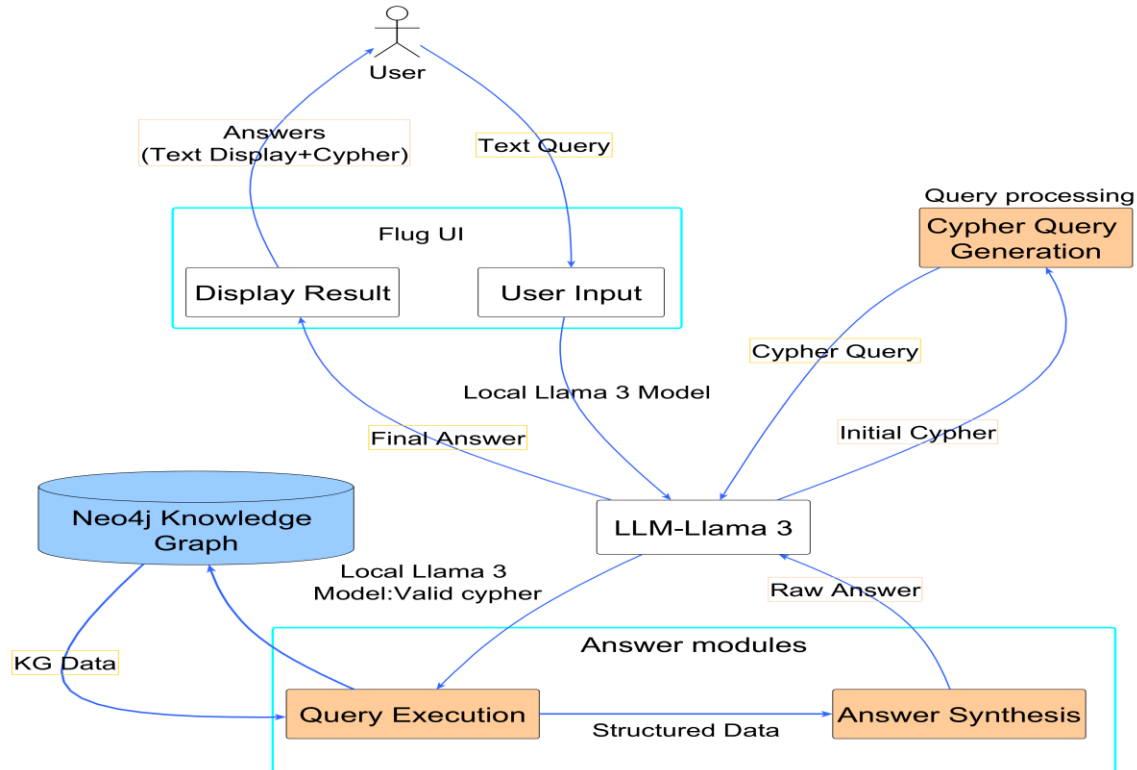 User
Answers
(Text Display+Cypher)
Text Query
Query processing
Cypher Query
Generation
Flug UI
Display Result
User Input
Cypher Query
Local Llama 3 Model
Initial Cypher
Final Answer
Neo4j Knowledge
Graph
LLM-Llama 3
Local Llama 3
Model:Valid cypher
Raw Answer
KG Data
Answer modules
Query Execution
Structured Data
Answer Synthesis